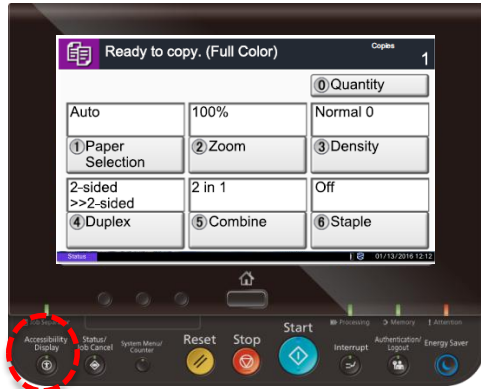 Ready to copy. (Full Color)
Copies
1
0 Quantity
Auto
100%
Normal 0
1 Paper
Selection
2 Zoom
3 Density
2-sided
>>2-sided
2 in 1
Off
4 Duplex
5 Combine
6 Staple
Status
01/13/2016 12:12
Job Separator
Processing
Memory
Attention
Accessibility
Display
Status/
Job Cancel
System Menu/
Counter
Reset
Stop
Start
Interrupt
Authentication/
Logout
Energy Saver